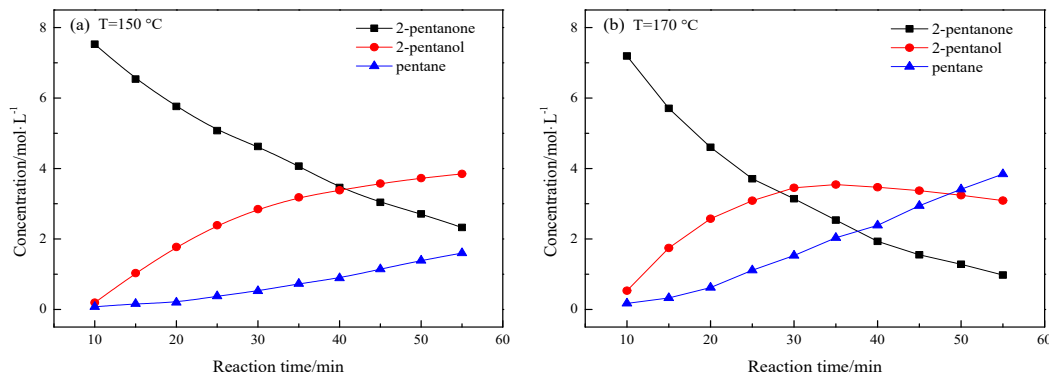 (a) T=150 °C
2-pentanone
2-pentanol
pentane
8
6
4
2
0
10 20 30 40 50 60
Reaction time/min
Concentration/mol·L⁻¹
(b) T=170 °C
2-pentanone
2-pentanol
pentane
8
6
4
2
0
10 20 30 40 50 60
Reaction time/min
Concentration/mol·L⁻¹